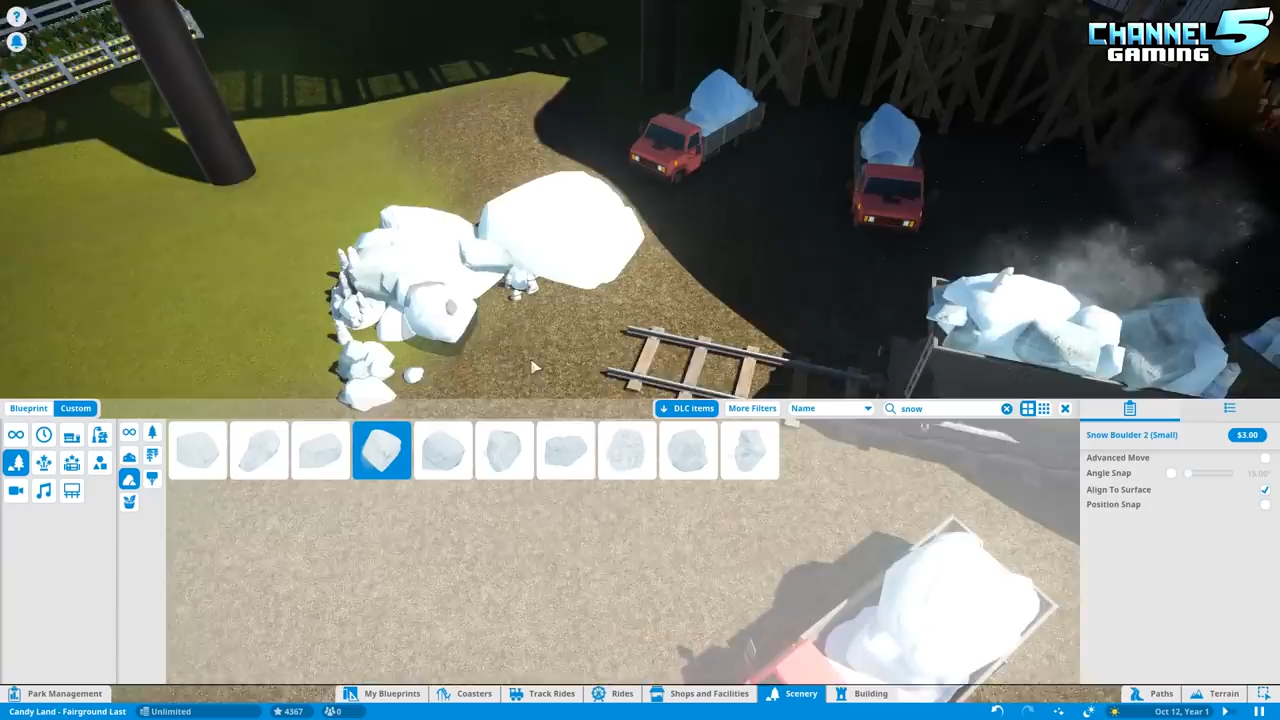 ?
CHANNEL 5
GAMING
Blueprint
Custom
DLC items
More Filters
Name
snow
Snow Boulder 2 (Small)
$3.00
Advanced Move
Angle Snap
15.00°
Align To Surface
Position Snap
Park Management
My Blueprints
Coasters
Track Rides
Rides
Shops and Facilities
Scenery
Building
Paths
Terrain
Candy Land - Fairground Last
Unlimited
4367
0
Oct 12, Year 1